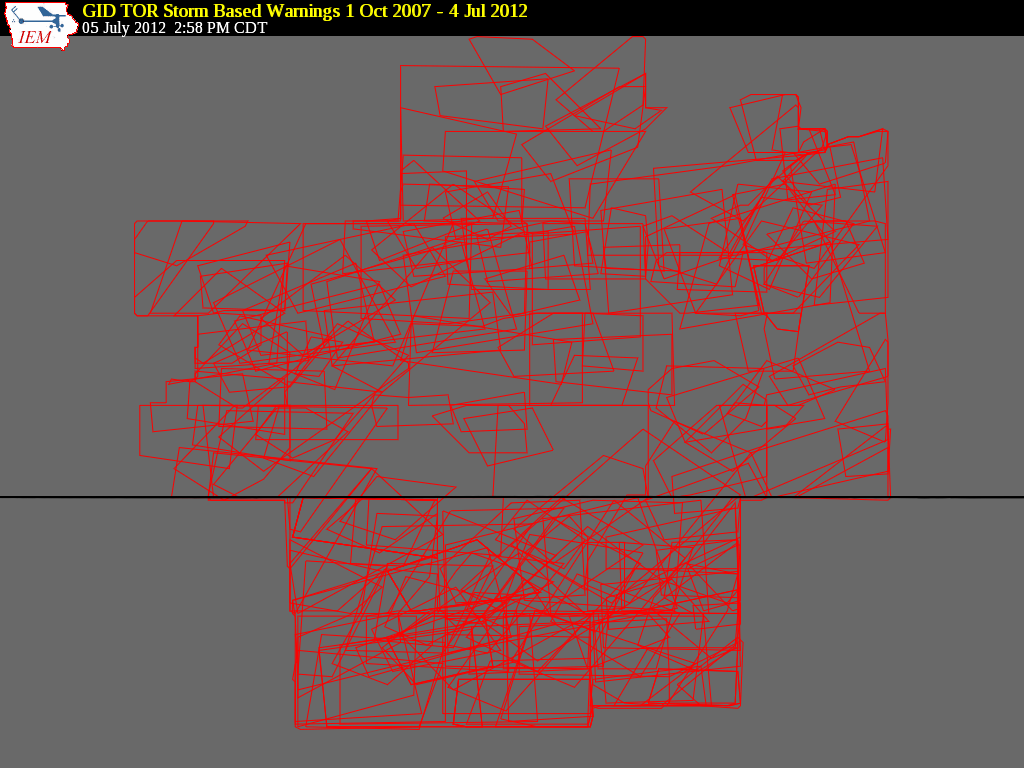 GID TOR Storm Based Warnings 1 Oct 2007 - 4 Jul 2012
05 July 2012 2:58 PM CDT
IEM